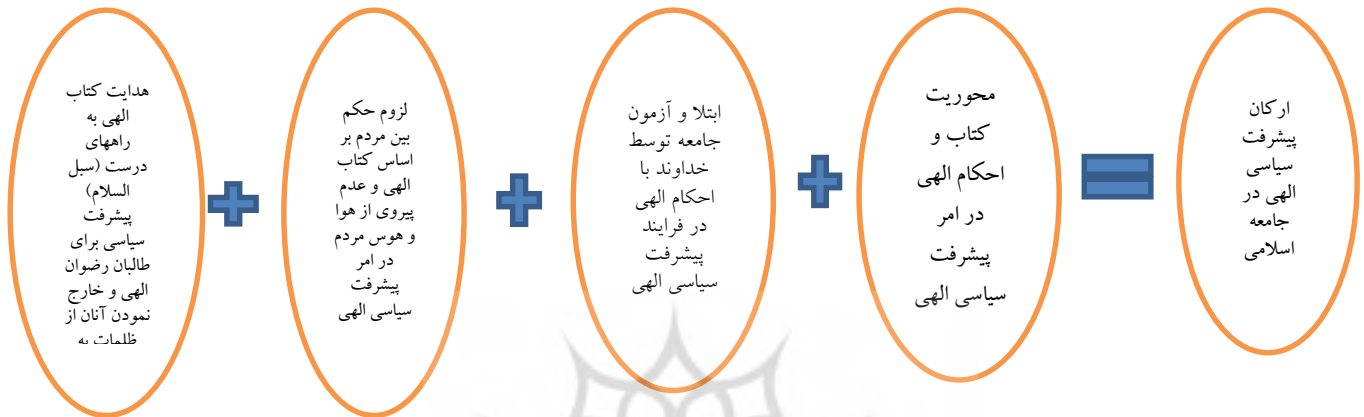 هدایت کتاب
الهی به
راههای
درست (سبل
السلام)
پیشرفت
سیاسی برای
طالبان رضوان
الهی و خارج
نمودن آنان از
ظلمات به
لزوم حکم
بین مردم بر
اساس کتاب
الهی و عدم
پیروی از هوا
و هوس مردم
در امر
پیشرفت
سیاسی الهی
ابتلا و آزمون
جامعه توسط
خداوند با
احکام الهی
در فرایند
پیشرفت
سیاسی الهی
محوریت
کتاب و
احکام الهی
در امر
پیشرفت
سیاسی الهی
ارکان
پیشرفت
سیاسی
الهی در
جامعه
اسلامی